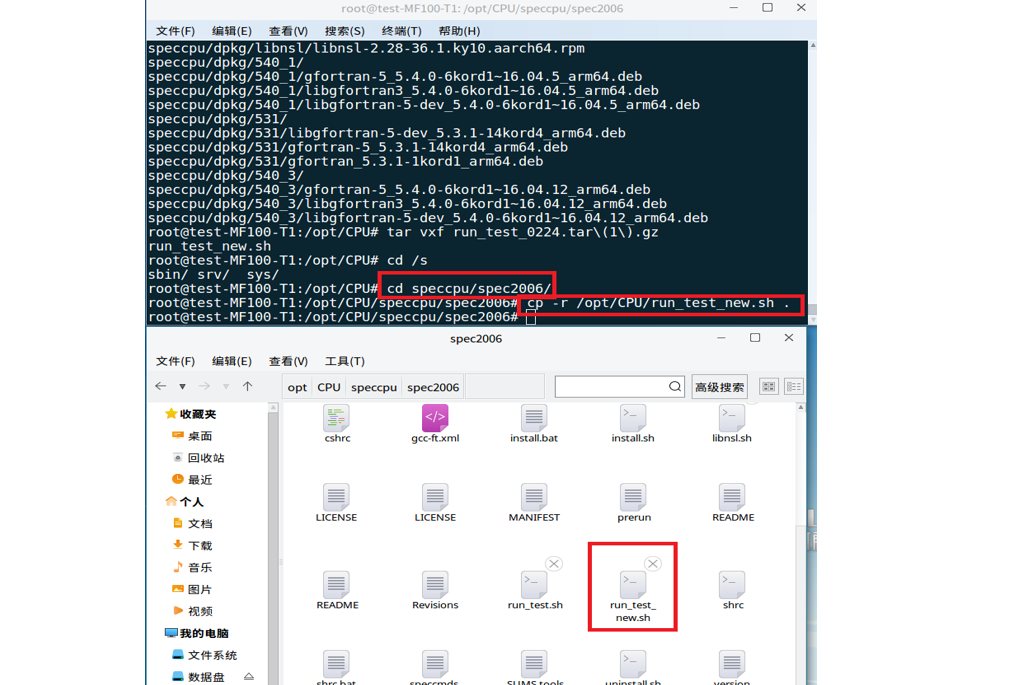 root@test-MF100-T1: /opt/CPU/speccpu/spec2006
文件(F) 编辑(E) 查看(V) 搜索(S) 终端(T) 帮助(H)
speccpu/dpkg/libnsl/libnsl-2.28-36.1.ky10.aarch64.rpm
speccpu/dpkg/540_1/
speccpu/dpkg/540_1/gfortran-5_5.4.0-6kord1~16.04.5_arm64.deb
speccpu/dpkg/540_1/libgfortran3_5.4.0-6kord1~16.04.5_arm64.deb
speccpu/dpkg/540_1/libgfortran-5-dev_5.4.0-6kord1~16.04.5_arm64.deb
speccpu/dpkg/531/
speccpu/dpkg/531/libgfortran-5-dev_5.3.1-14kord4_arm64.deb
speccpu/dpkg/531/gfortran-5_5.3.1-14kord4_arm64.deb
speccpu/dpkg/531/gfortran_5.3.1-1kord1_arm64.deb
speccpu/dpkg/540_3/
speccpu/dpkg/540_3/gfortran-5_5.4.0-6kord1~16.04.12_arm64.deb
speccpu/dpkg/540_3/libgfortran3_5.4.0-6kord1~16.04.12_arm64.deb
speccpu/dpkg/540_3/libgfortran-5-dev_5.4.0-6kord1~16.04.12_arm64.deb
root@test-MF100-T1:/opt/CPU# tar vxf run_test_0224.tar\(1\).gz
run_test_new.sh
root@test-MF100-T1:/opt/CPU# cd /s
sbin/ srv/  sys/
root@test-MF100-T1:/opt/CPU# cd speccpu/spec2006/
root@test-MF100-T1:/opt/CPU/speccpu/spec2006# cp -r /opt/CPU/run_test_new.sh .
root@test-MF100-T1:/opt/CPU/speccpu/spec2006#
spec2006
文件(F) 编辑(E) 查看(V) 工具(T)
opt CPU speccpu spec2006 高级搜索
收藏夹
桌面
回收站
最近
个人
文档
下载
音乐
图片
视频
我的电脑
文件系统
数据盘
cshrc gcc-ft.xml install.bat install.sh libnsl.sh
LICENSE LICENSE MANIFEST prerun README
README Revisions run_test.sh run_test_ shrc
new.sh
shrc.bat speccmds SUMS.tools uninstall.sh version